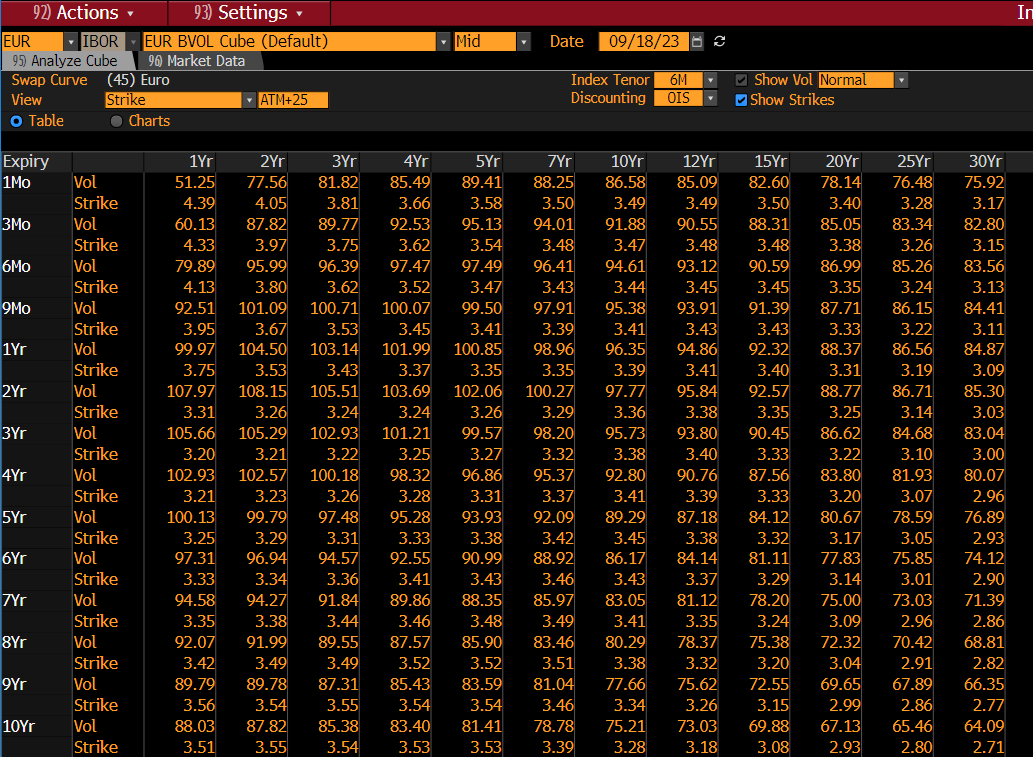 92) Actions 93) Settings In
EUR IBOR EUR BVOL Cube (Default) Mid Date 09/18/23
95) Analyze Cube 96) Market Data
Swap Curve (45) Euro Index Tenor 6M Show Vol Normal
View Strike ATM+25 Discounting OIS Show Strikes
Table Charts
Expiry 1Yr 2Yr 3Yr 4Yr 5Yr 7Yr 10Yr 12Yr 15Yr 20Yr 25Yr 30Yr
1Mo Vol 51.25 77.56 81.82 85.49 89.41 88.25 86.58 85.09 82.60 78.14 76.48 75.92
Strike 4.39 4.05 3.81 3.66 3.58 3.50 3.49 3.49 3.50 3.40 3.28 3.17
3Mo Vol 60.13 87.82 89.77 92.53 95.13 94.01 91.88 90.55 88.31 85.05 83.34 82.80
Strike 4.33 3.97 3.75 3.62 3.54 3.48 3.47 3.48 3.48 3.38 3.26 3.15
6Mo Vol 79.89 95.99 96.39 97.47 97.49 96.41 94.61 93.12 90.59 86.99 85.26 83.56
Strike 4.13 3.80 3.62 3.52 3.47 3.43 3.44 3.45 3.45 3.35 3.24 3.13
9Mo Vol 92.51 101.09 100.71 100.07 99.50 97.91 95.38 93.91 91.39 87.71 86.15 84.41
Strike 3.95 3.67 3.53 3.45 3.41 3.39 3.41 3.43 3.43 3.33 3.22 3.11
1Yr Vol 99.97 104.50 103.14 101.99 100.85 98.96 96.35 94.86 92.32 88.37 86.56 84.87
Strike 3.75 3.53 3.43 3.37 3.35 3.35 3.39 3.41 3.40 3.31 3.19 3.09
2Yr Vol 107.97 108.15 105.51 103.69 102.06 100.27 97.77 95.84 92.57 88.77 86.71 85.30
Strike 3.31 3.26 3.24 3.24 3.26 3.29 3.36 3.38 3.35 3.25 3.14 3.03
3Yr Vol 105.66 105.29 102.93 101.21 99.57 98.20 95.73 93.80 90.45 86.62 84.68 83.04
Strike 3.20 3.21 3.22 3.25 3.27 3.32 3.38 3.40 3.33 3.22 3.10 3.00
4Yr Vol 102.93 102.57 100.18 98.32 96.86 95.37 92.80 90.76 87.56 83.80 81.93 80.07
Strike 3.21 3.23 3.26 3.28 3.31 3.37 3.41 3.39 3.33 3.20 3.07 2.96
5Yr Vol 100.13 99.79 97.48 95.28 93.93 92.09 89.29 87.18 84.12 80.67 78.59 76.89
Strike 3.25 3.29 3.31 3.33 3.38 3.42 3.45 3.38 3.32 3.17 3.05 2.93
6Yr Vol 97.31 96.94 94.57 92.55 90.99 88.92 86.17 84.14 81.11 77.83 75.85 74.12
Strike 3.33 3.34 3.36 3.41 3.43 3.46 3.43 3.37 3.29 3.14 3.01 2.90
7Yr Vol 94.58 94.27 91.84 89.86 88.35 85.97 83.05 81.12 78.20 75.00 73.03 71.39
Strike 3.35 3.38 3.44 3.46 3.48 3.49 3.41 3.35 3.24 3.09 2.96 2.86
8Yr Vol 92.07 91.99 89.55 87.57 85.90 83.46 80.29 78.37 75.38 72.32 70.42 68.81
Strike 3.42 3.49 3.49 3.52 3.52 3.51 3.38 3.32 3.20 3.04 2.91 2.82
9Yr Vol 89.79 89.78 87.31 85.43 83.59 81.04 77.66 75.62 72.55 69.65 67.89 66.35
Strike 3.56 3.54 3.55 3.54 3.54 3.46 3.34 3.26 3.15 2.99 2.86 2.77
10Yr Vol 88.03 87.82 85.38 83.40 81.41 78.78 75.21 73.03 69.88 67.13 65.46 64.09
Strike 3.51 3.55 3.54 3.53 3.53 3.39 3.28 3.18 3.08 2.93 2.80 2.71